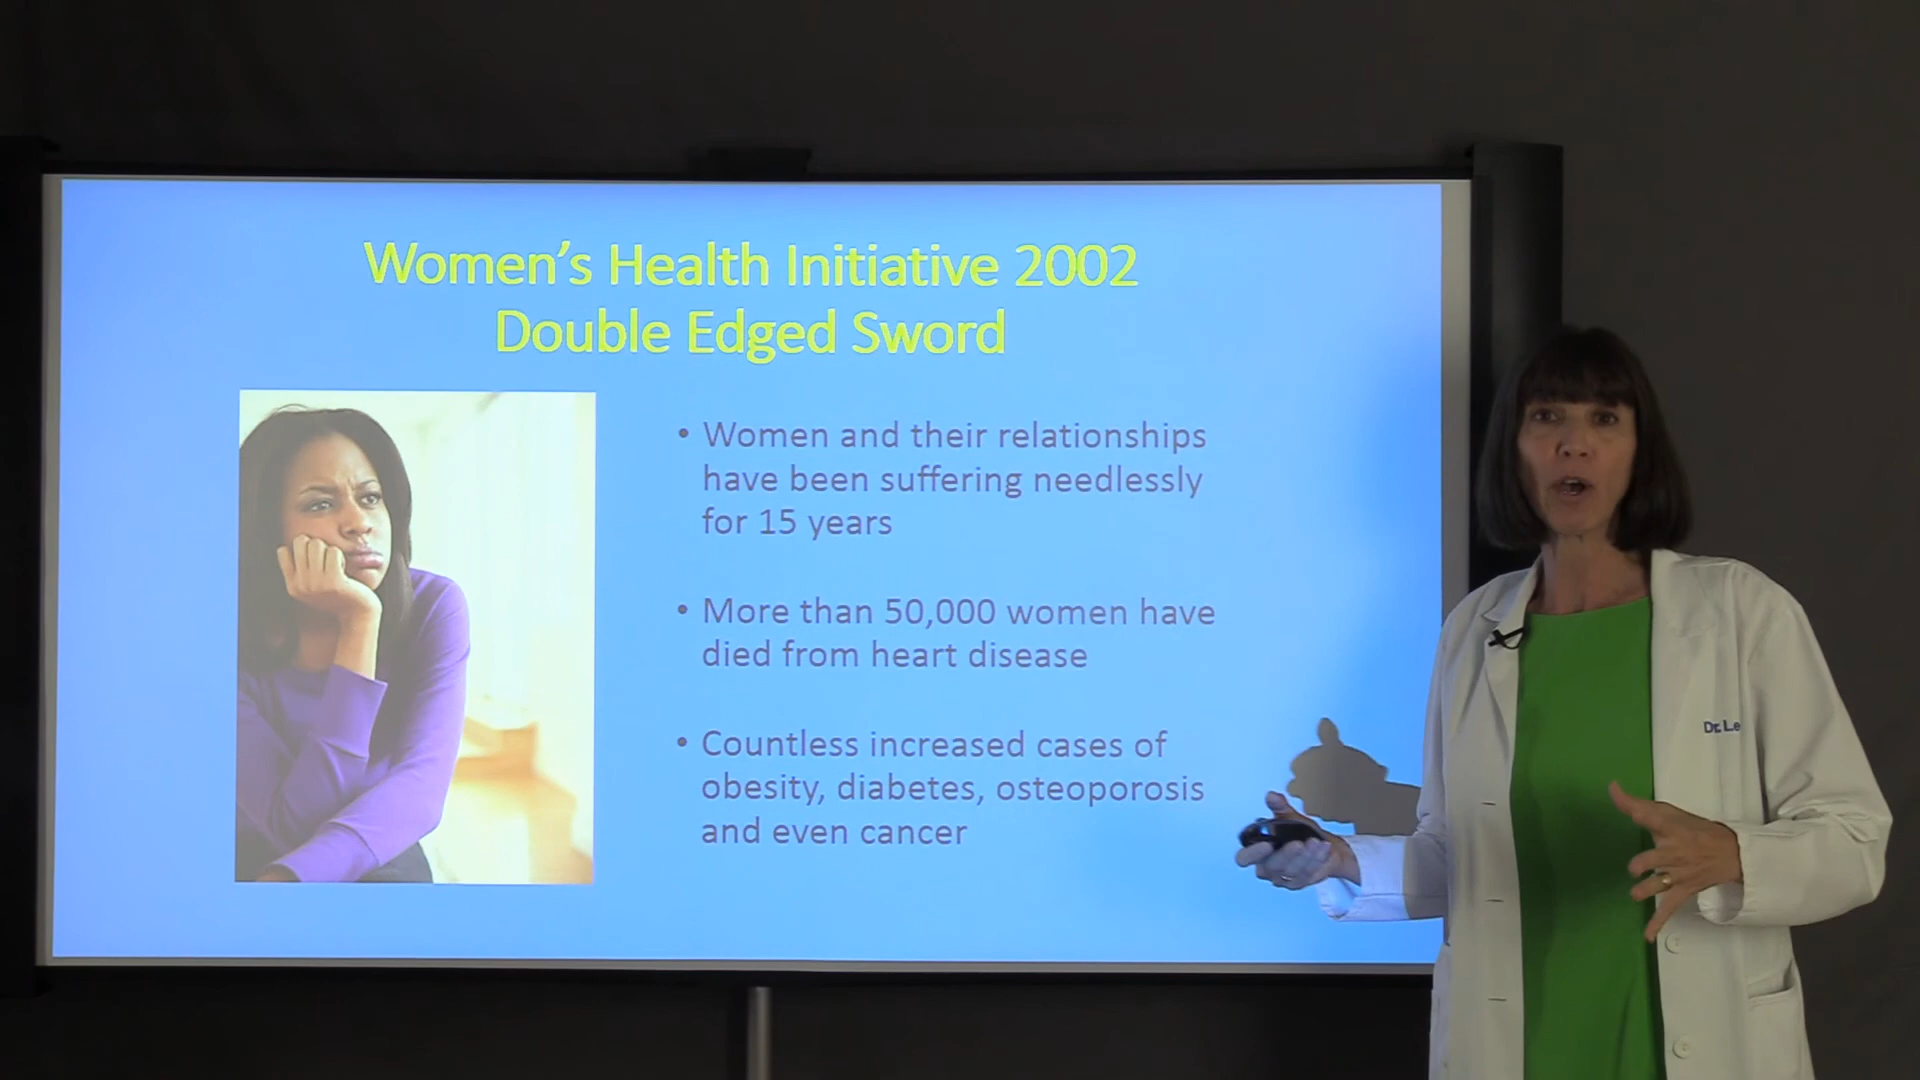 Women's Health Initiative 2002
Double Edged Sword
• Women and their relationships
have been suffering needlessly
for 15 years
• More than 50,000 women have
died from heart disease
• Countless increased cases of
obesity, diabetes, osteoporosis
and even cancer
Dr. Le